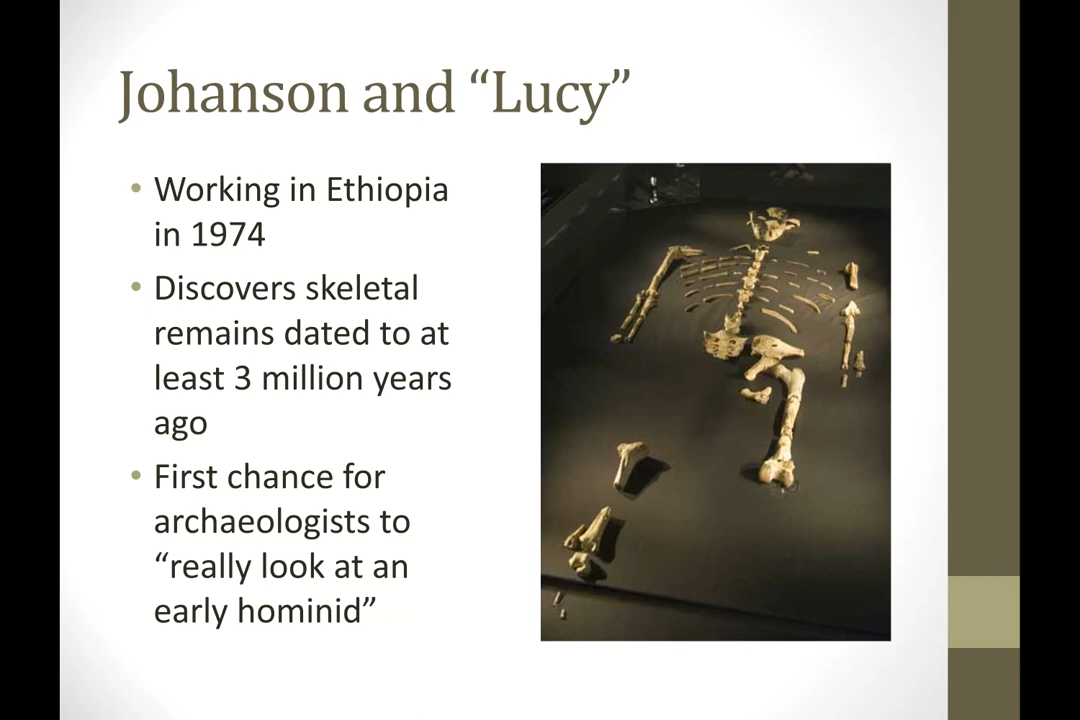 Johanson and “Lucy”
• Working in Ethiopia
in 1974
• Discovers skeletal
remains dated to at
least 3 million years
ago
• First chance for
archaeologists to
“really look at an
early hominid”